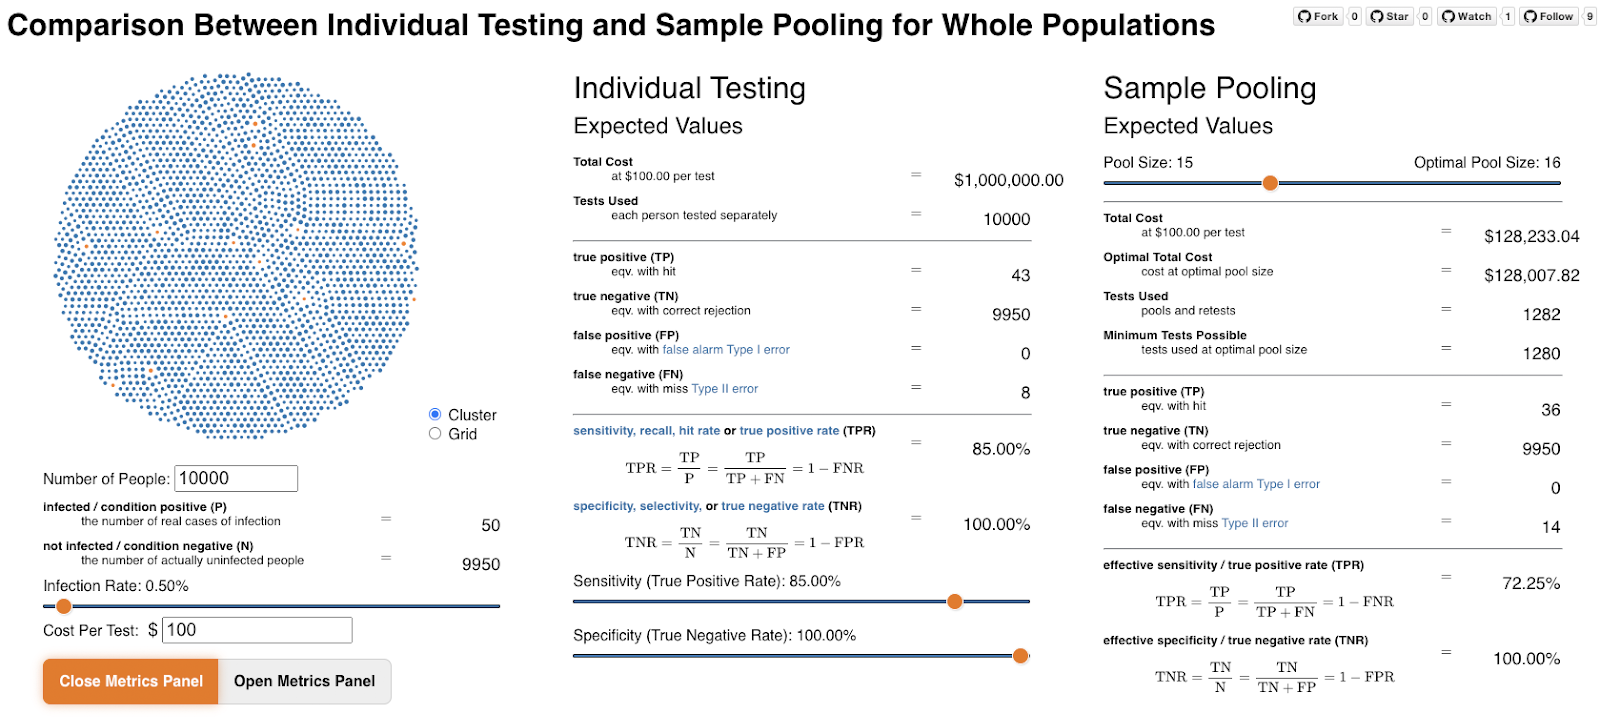 Comparison Between Individual Testing and Sample Pooling for Whole Populations
Fork 0 Star 0 Watch 1 Follow 9
Cluster
Grid
Number of People: 10000
infected / condition positive (P)
the number of real cases of infection = 50
not infected / condition negative (N)
the number of actually uninfected people = 9950
Infection Rate: 0.50%
Cost Per Test: $ 100
Close Metrics Panel Open Metrics Panel
Individual Testing
Expected Values
Total Cost
at $100.00 per test = $1,000,000.00
Tests Used
each person tested separately = 10000
true positive (TP)
eqv. with hit = 43
true negative (TN)
eqv. with correct rejection = 9950
false positive (FP)
eqv. with false alarm Type I error = 0
false negative (FN)
eqv. with miss Type II error = 8
sensitivity, recall, hit rate or true positive rate (TPR) = 85.00%
TPR = TP/P = TP/(TP + FN) = 1 − FNR
specificity, selectivity, or true negative rate (TNR) = 100.00%
TNR = TN/N = TN/(TN + FP) = 1 − FPR
Sensitivity (True Positive Rate): 85.00%
Specificity (True Negative Rate): 100.00%
Sample Pooling
Expected Values
Pool Size: 15 Optimal Pool Size: 16
Total Cost
at $100.00 per test = $128,233.04
Optimal Total Cost
cost at optimal pool size = $128,007.82
Tests Used
pools and retests = 1282
Minimum Tests Possible
tests used at optimal pool size = 1280
true positive (TP)
eqv. with hit = 36
true negative (TN)
eqv. with correct rejection = 9950
false positive (FP)
eqv. with false alarm Type I error = 0
false negative (FN)
eqv. with miss Type II error = 14
effective sensitivity / true positive rate (TPR) = 72.25%
TPR = TP/P = TP/(TP + FN) = 1 − FNR
effective specificity / true negative rate (TNR) = 100.00%
TNR = TN/N = TN/(TN + FP) = 1 − FPR